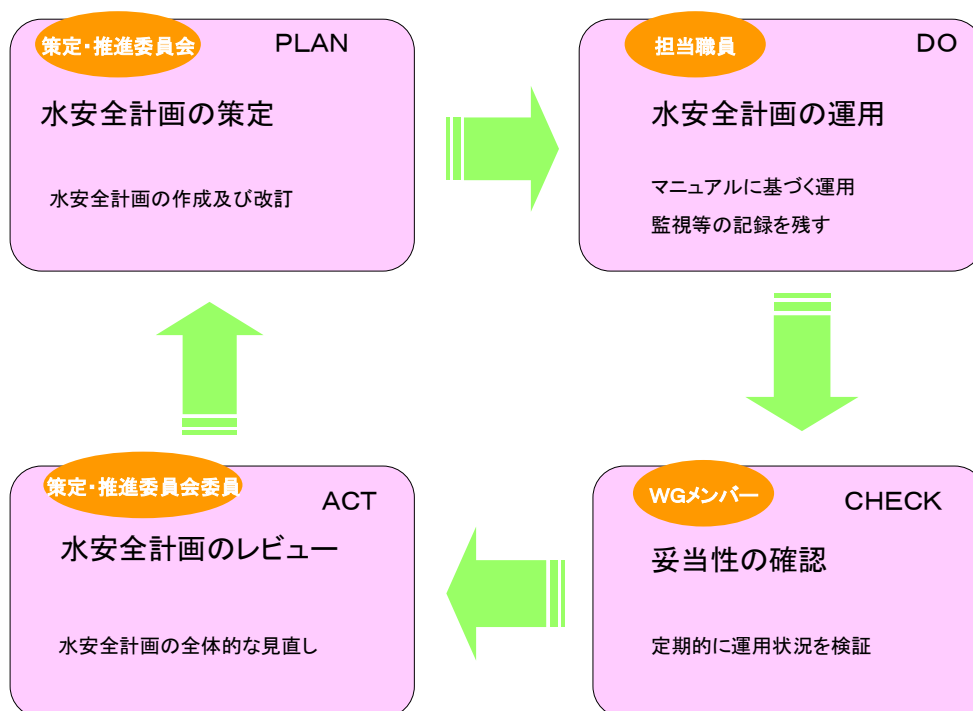 策定・推進委員会
PLAN
水安全計画の策定
水安全計画の作成及び改訂
担当職員
DO
水安全計画の運用
マニュアルに基づく運用
監視等の記録を残す
策定・推進委員会委員
ACT
水安全計画のレビュー
水安全計画の全体的な見直し
WGメンバー
CHECK
妥当性の確認
定期的に運用状況を検証